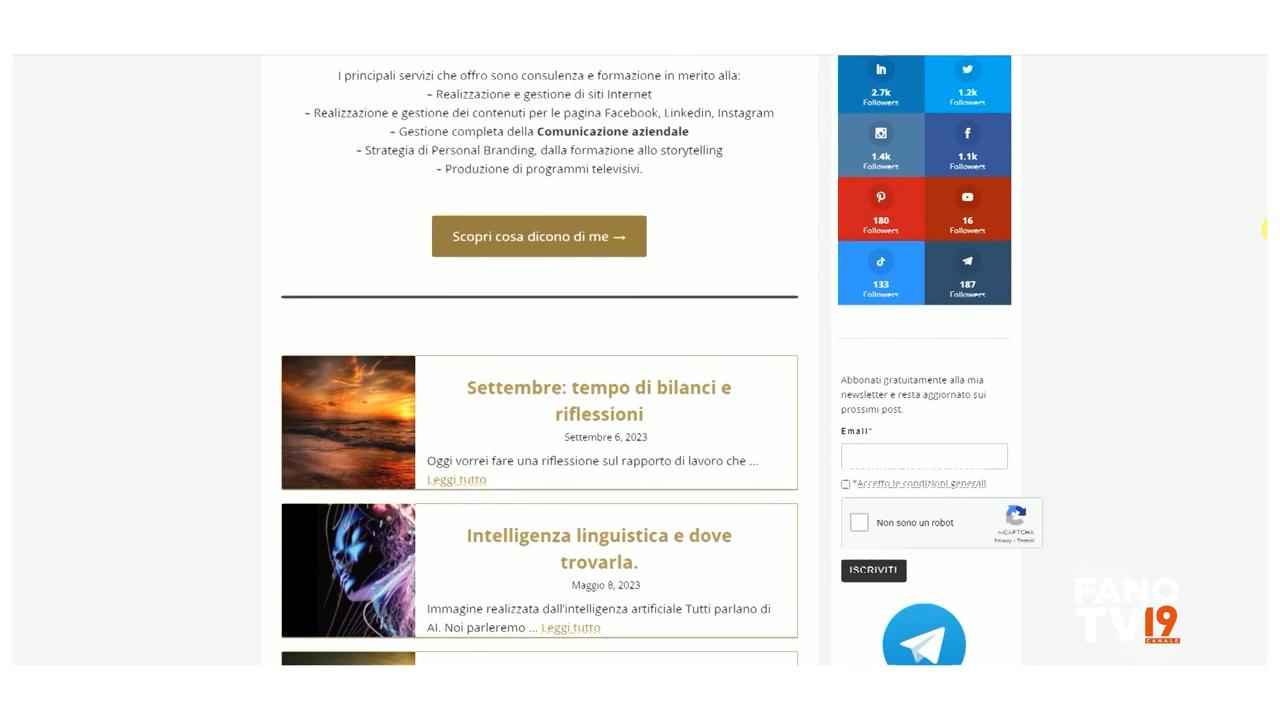 I principali servizi che offro sono consulenza e formazione in merito alla:
– Realizzazione e gestione di siti Internet
– Realizzazione e gestione dei contenuti per le pagina Facebook, Linkedin, Instagram
– Gestione completa della Comunicazione aziendale
– Strategia di Personal Branding, dalla formazione allo storytelling
– Produzione di programmi televisivi.
Scopri cosa dicono di me →
Settembre: tempo di bilanci e
riflessioni
Settembre 6, 2023
Oggi vorrei fare una riflessione sul rapporto di lavoro che ...
Leggi tutto
Intelligenza linguistica e dove
trovarla.
Maggio 8, 2023
Immagine realizzata dall'intelligenza artificiale Tutti parlano di
AI. Noi parleremo ... Leggi tutto
2.7k
Followers
1.2k
Followers
1.4k
Followers
1.1k
Followers
180
Followers
16
Followers
133
Followers
187
Followers
Abbonati gratuitamente alla mia
newsletter e resta aggiornato sui
prossimi post.
Email*
*Accetto le condizioni generali
Non sono un robot
reCAPTCHA
Privacy - Termini
ISCRIVITI
FANO
TV 19
CANALE